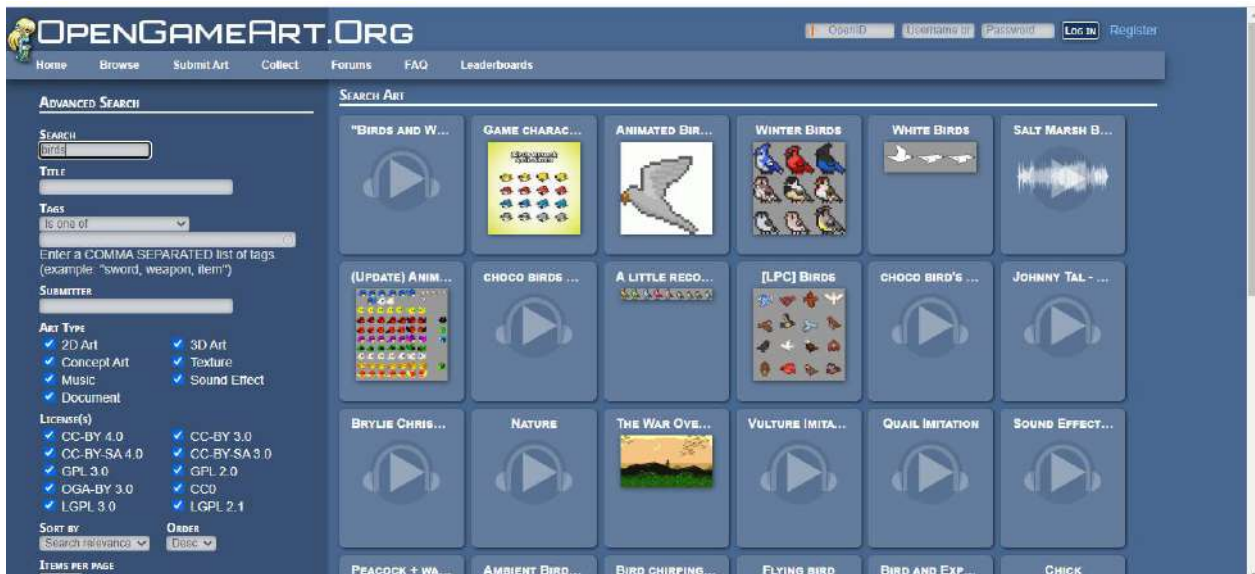 OpenGameArt.Org
OpenID
Username or
Password
Log in
Register
Home
Browse
Submit Art
Collect
Forums
FAQ
Leaderboards
Advanced Search
Search
birds
Title
Tags
Is one of
Enter a COMMA SEPARATED list of tags
(example: "sword, weapon, item")
Submitter
Art Type
2D Art
3D Art
Concept Art
Texture
Music
Sound Effect
Document
License(s)
CC-BY 4.0
CC-BY 3.0
CC-BY-SA 4.0
CC-BY-SA 3.0
GPL 3.0
GPL 2.0
OGA-BY 3.0
CC0
LGPL 3.0
LGPL 2.1
Sort by
Order
Search relevance
Desc
Items per page
Search Art
"Birds and W...
Game charac...
Animated Bir...
Winter Birds
White Birds
Salt Marsh B...
(Update) Anim...
choco birds ...
A little reco...
[LPC] Birds
choco bird's ...
Johnny Tal - ...
Brylie Chris...
Nature
The War Ove...
Vulture Imita...
Quail Imitation
Sound Effect...
Peacock + wa...
Ambient Bird...
Bird chirping...
Flying bird
Bird and Exp...
Chick